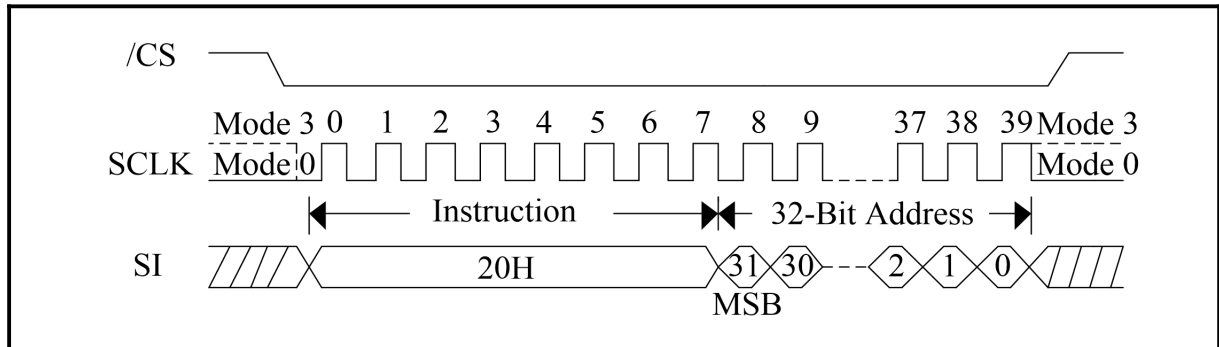 /CS
Mode 3 0 1 2 3 4 5 6 7 8 9 37 38 39 Mode 3
SCLK Mode 0 Mode 0
Instruction 32-Bit Address
SI 20H 31 30 2 1 0
MSB